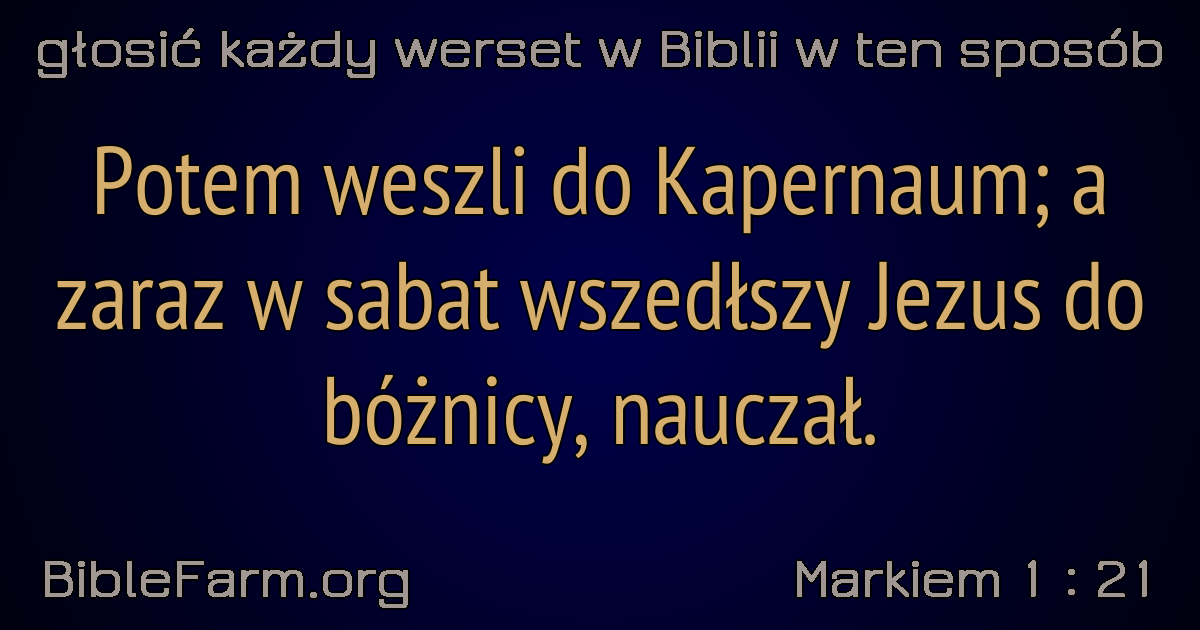 głosić każdy werset w Biblii w ten sposób
Potem weszli do Kapernaum; a
zaraz w sabat wszedłszy Jezus do
bóżnicy, nauczał.
BibleFarm.org
Markiem 1 : 21